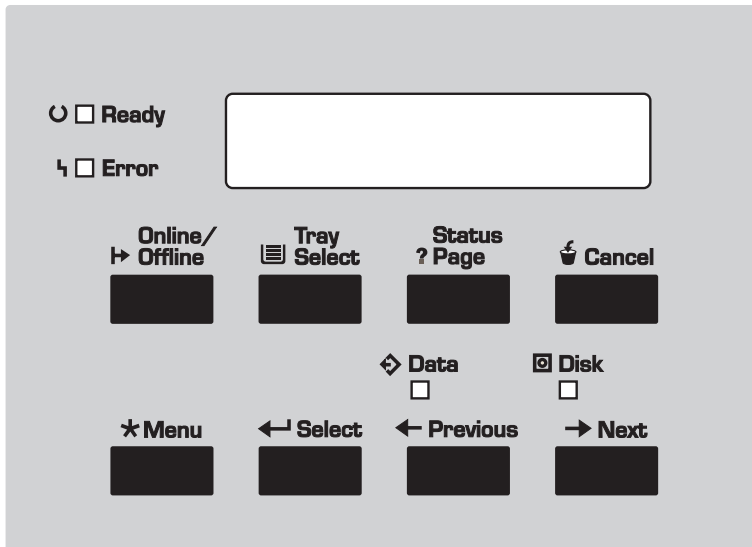 Ready
Error
Online/
Offline
Tray
Select
Status
? Page
Cancel
Data
Disk
*Menu
Select
Previous
Next